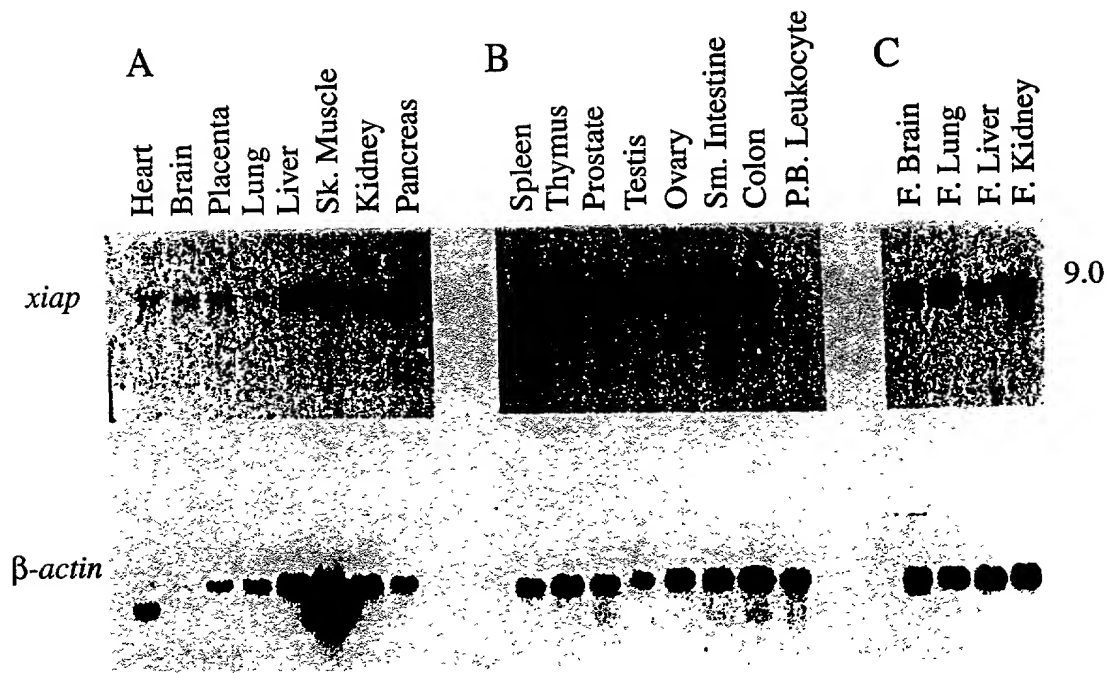 A
B
C
Heart
Brain
Placenta
Lung
Liver
Sk. Muscle
Kidney
Pancreas
Spleen
Thymus
Prostate
Testis
Ovary
Sm. Intestine
Colon
P.B. Leukocyte
F. Brain
F. Lung
F. Liver
F. Kidney
xiap
9.0
β-actin